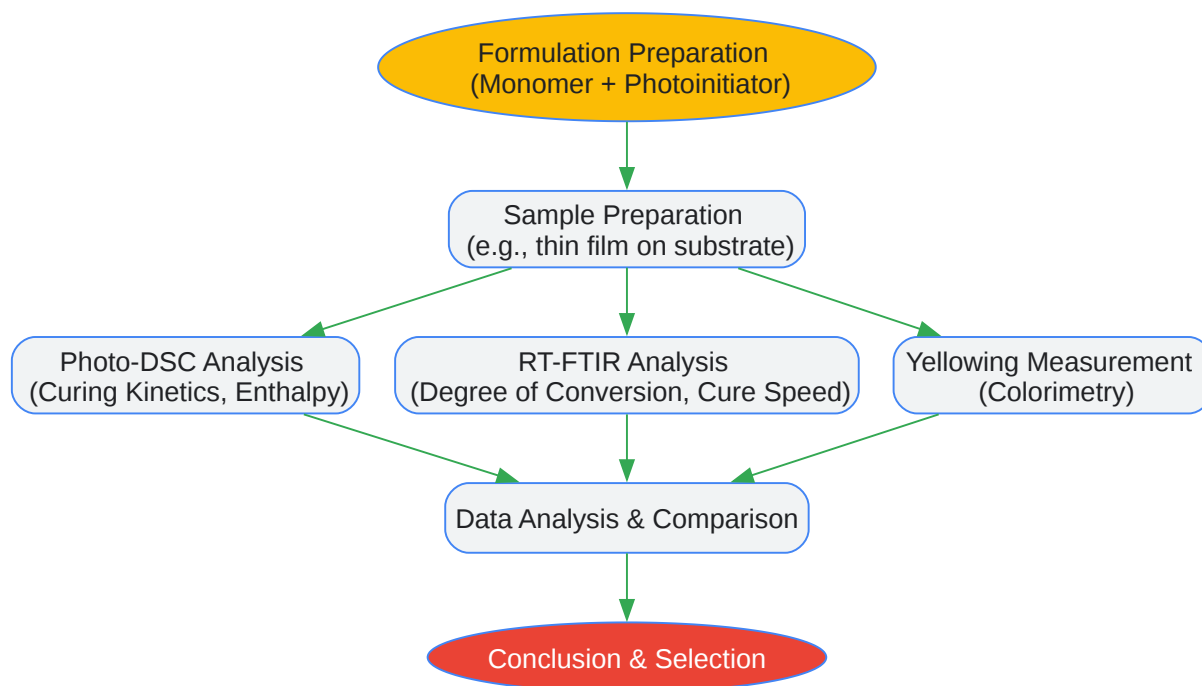 Formulation Preparation
(Monomer + Photoinitiator)
Sample Preparation
(e.g., thin film on substrate)
Photo-DSC Analysis
(Curing Kinetics, Enthalpy)
RT-FTIR Analysis
(Degree of Conversion, Cure Speed)
Yellowing Measurement
(Colorimetry)
Data Analysis & Comparison
Conclusion & Selection